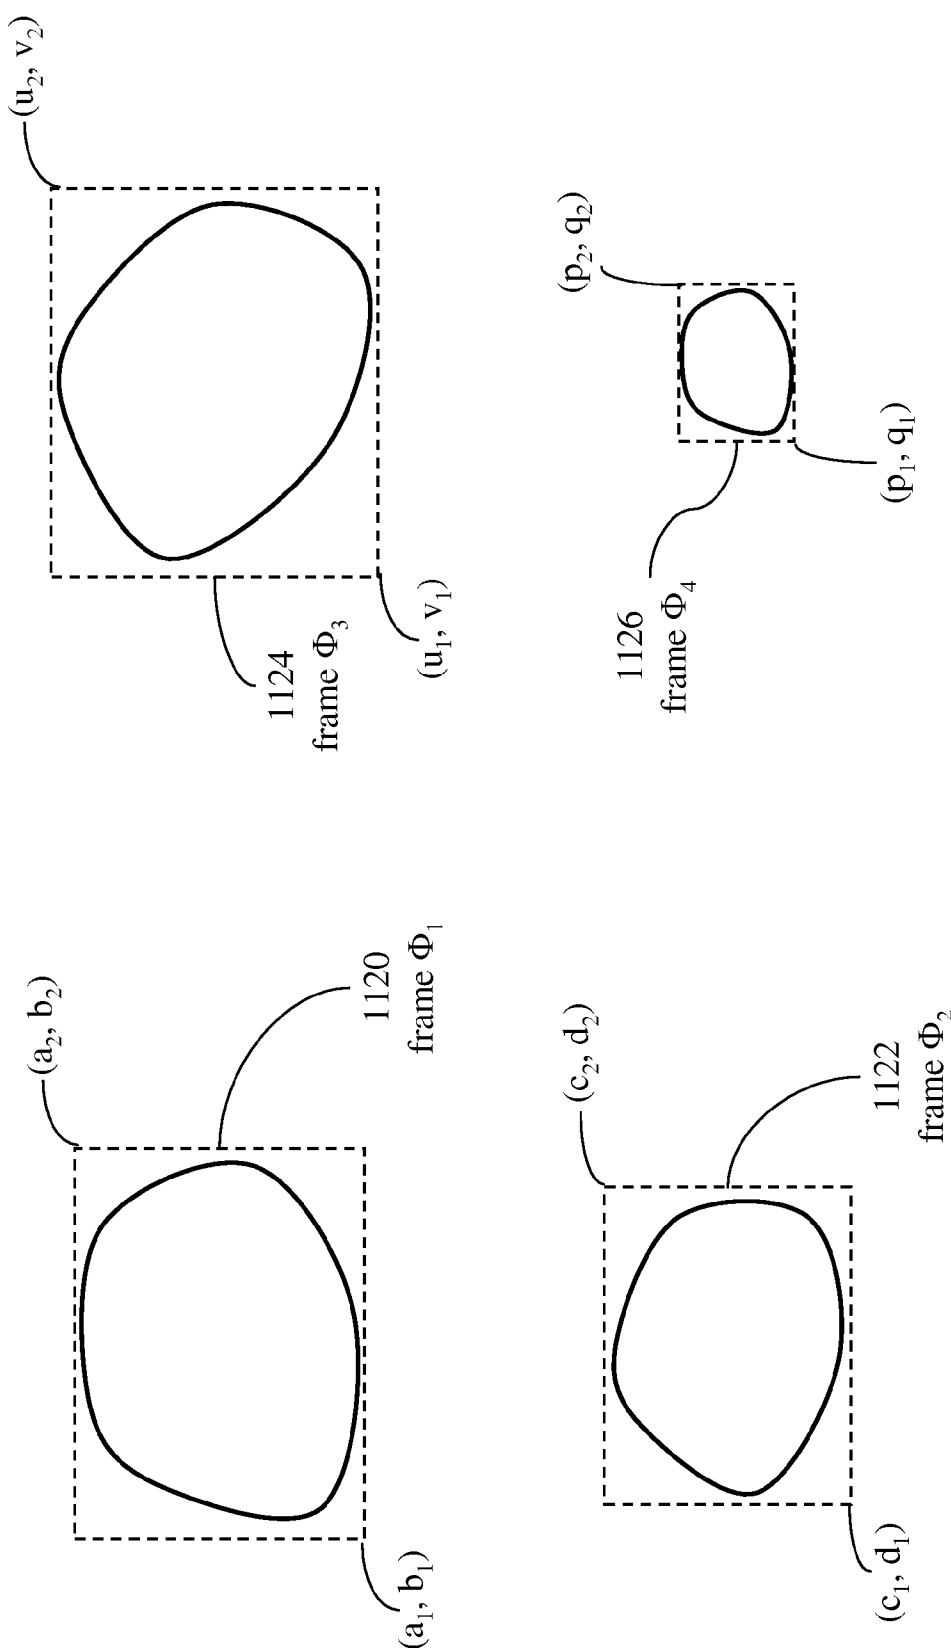 (a₂, b₂)
1120
frame Φ₁
(a₁, b₁)
(u₂, v₂)
1124
frame Φ₃
(u₁, v₁)
(c₂, d₂)
1122
frame Φ₂
(c₁, d₁)
(p₂, q₂)
1126
frame Φ₄
(p₁, q₁)